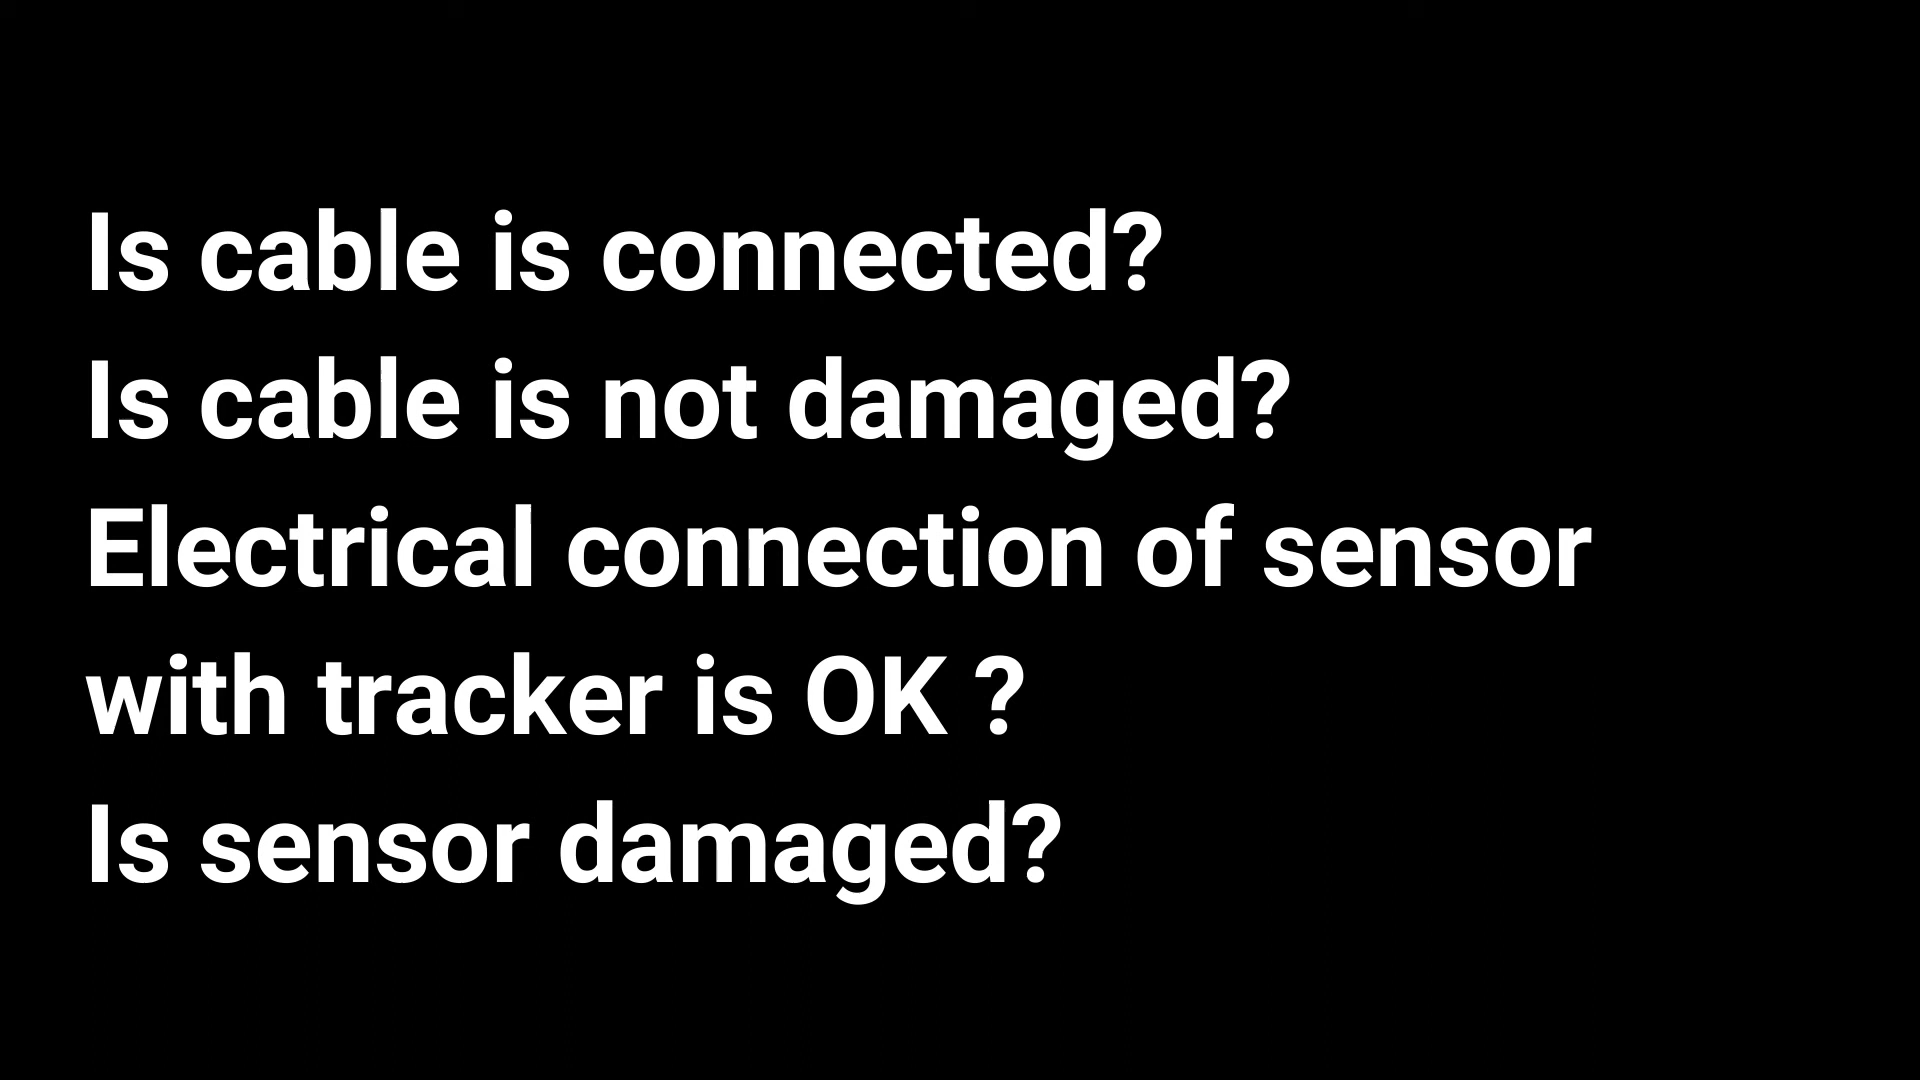 Is cable is connected?
Is cable is not damaged?
Electrical connection of sensor
with tracker is OK ?
Is sensor damaged?